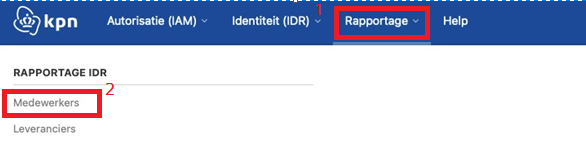 kpn Autorisatie (IAM) Identiteit (IDR) 1 Rapportage Help
RAPPORTAGE IDR
2
Medewerkers
Leveranciers